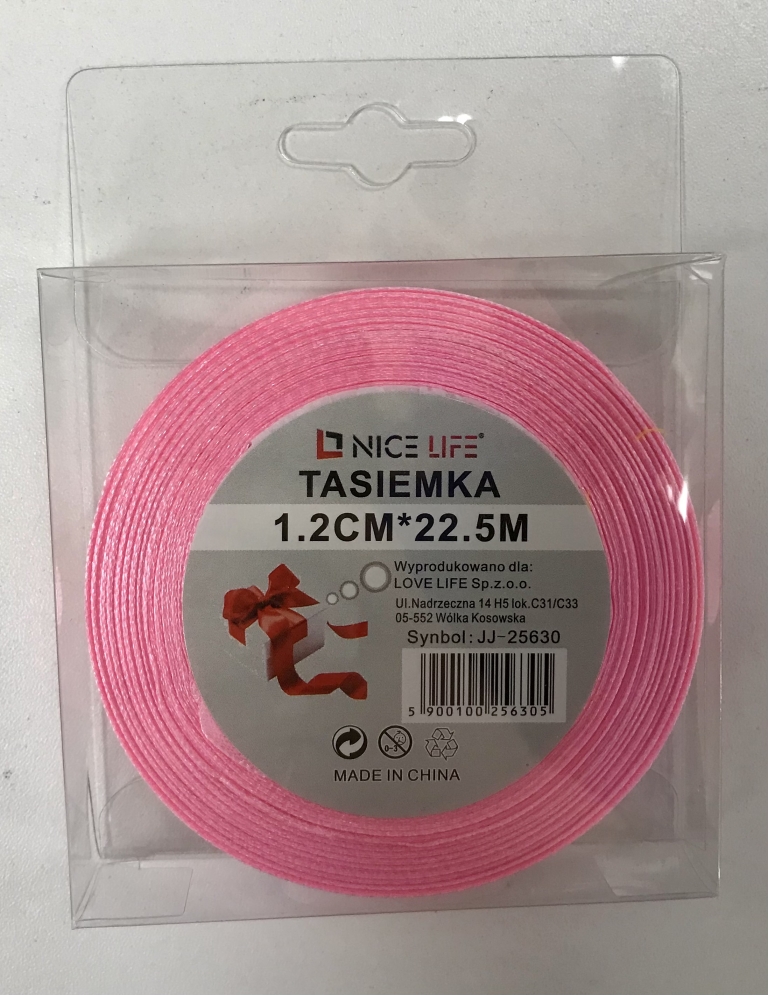 NICE LIFE®
TASIEMKA
1.2CM*22.5M
Wyprodukowano dla:
LOVE LIFE Sp.z.o.o.
Ul.Nadrzeczna 14 H5 lok.C31/C33
05-552 Wólka Kosowska
Synbol: JJ-25630
5 900100 256305
0-3
MADE IN CHINA